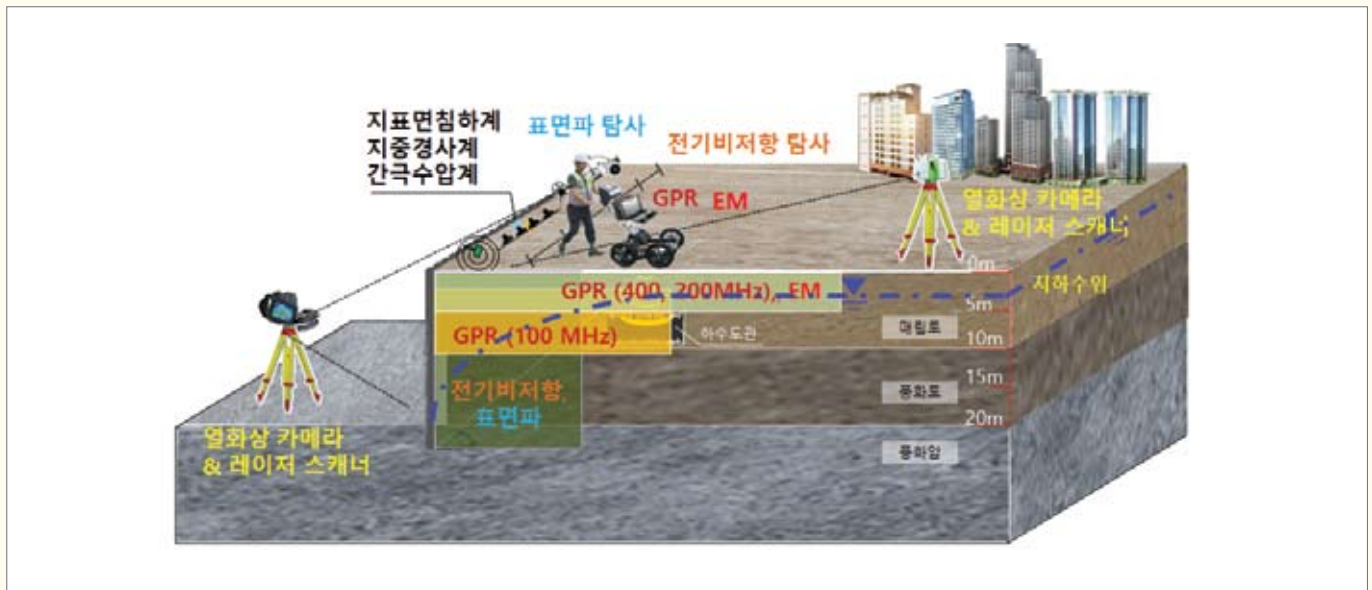 지표면침하계
지중경사계
간극수압계
표면파 탐사
전기비저항 탐사
GPR EM
열화상 카메라
& 레이저 스캐너
0m
GPR (400, 200MHz), EM
지하수위
5m
매립토
GPR (100 MHz)
하수도관
10m
15m
전기비저항,
표면파
풍화토
20m
열화상 카메라
& 레이저 스캐너
풍화암